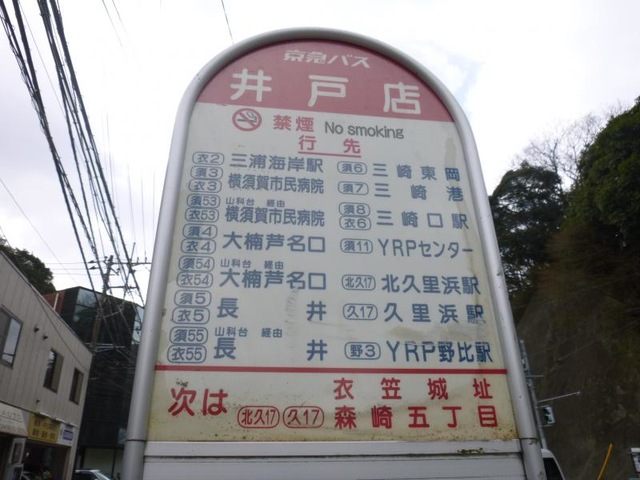 京急バス
井戸店
禁煙 No smoking
行先
衣2 三浦海岸駅
須3 衣3 横須賀市民病院
須53 衣53 山科台 経由 横須賀市民病院
須4 衣4 大楠芦名口
須54 衣54 山科台 経由 大楠芦名口
須5 衣5 長井
須55 衣55 山科台 経由 長井
須6 三崎東岡
須7 三崎港
須8 衣6 三崎口駅
須11 YRPセンター
北久17 北久里浜駅
久17 久里浜駅
野3 YRP野比駅
次は 衣笠城址
北久17 久17 森崎五丁目